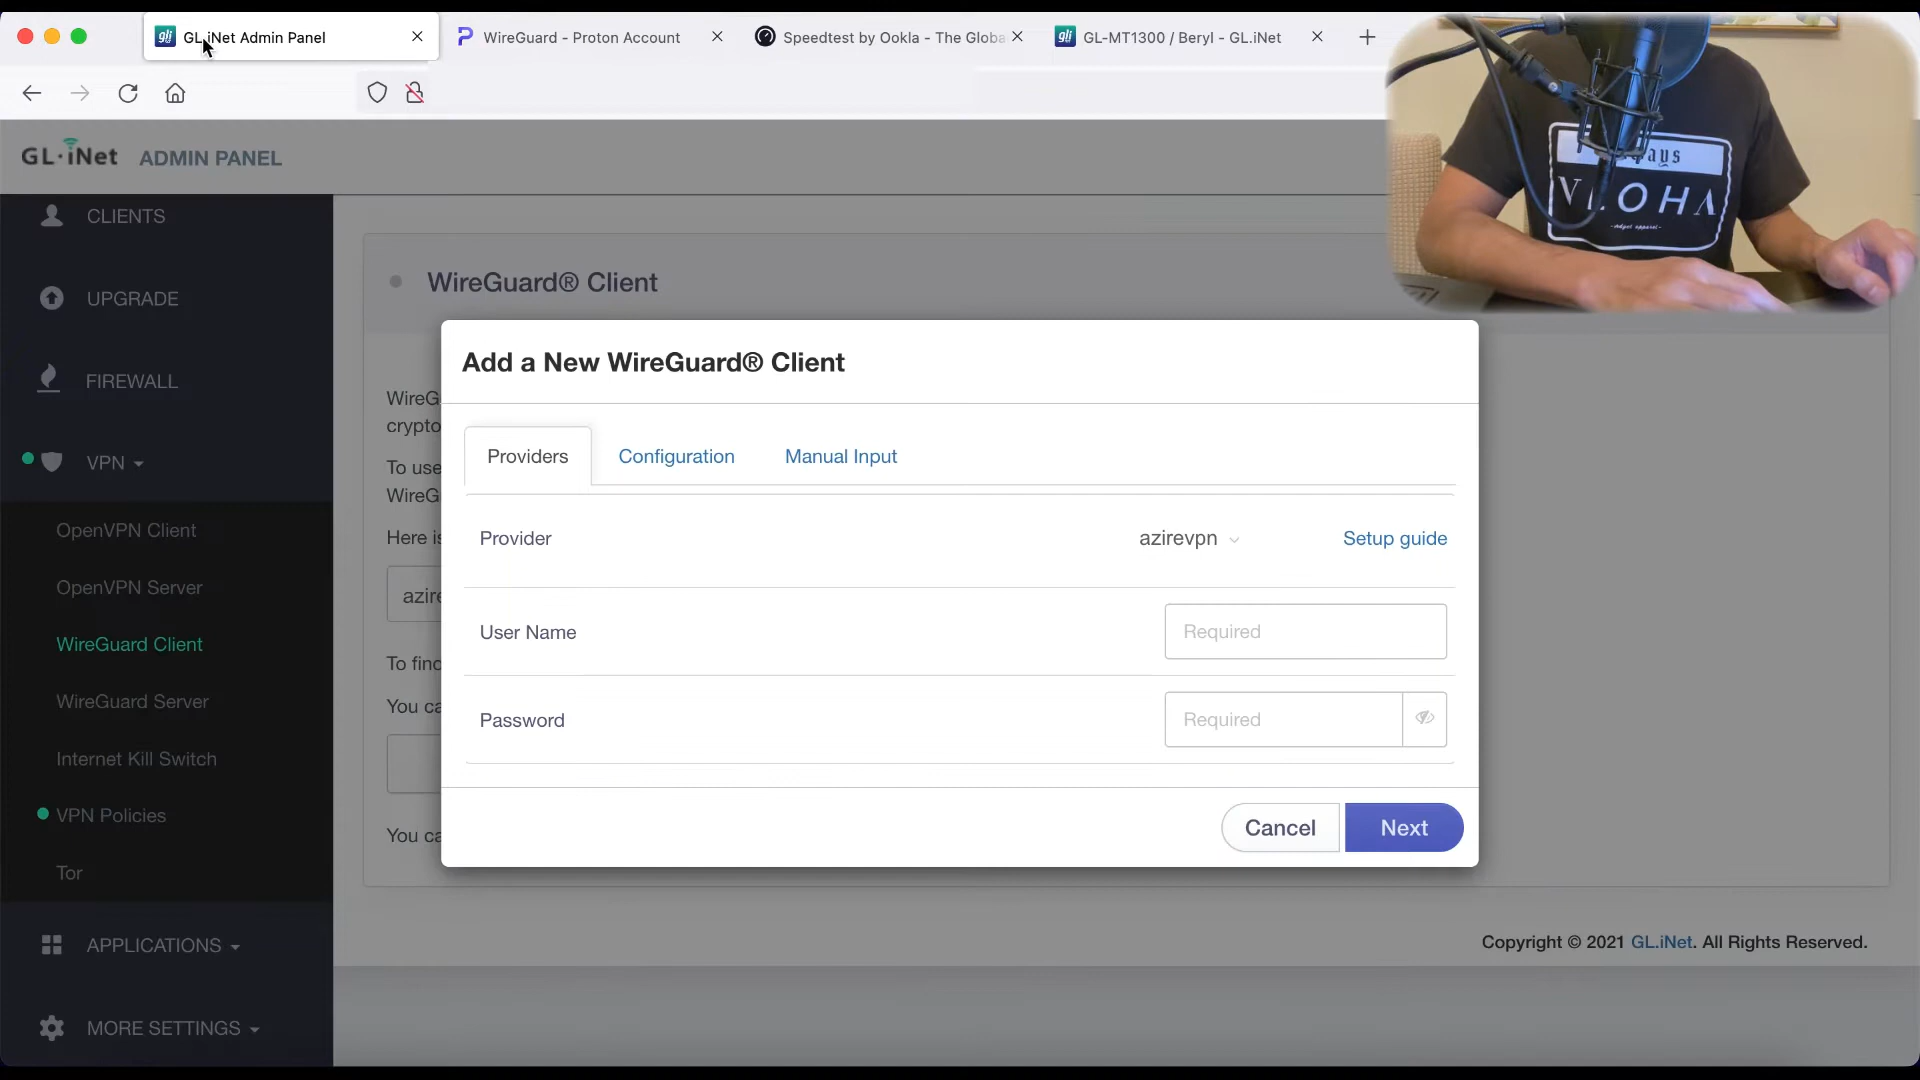 GL.iNet Admin Panel
WireGuard - Proton Account
Speedtest by Ookla - The Globa
GL-MT1300 / Beryl - GL.iNet
GL·iNet ADMIN PANEL
CLIENTS
UPGRADE
FIREWALL
VPN
OpenVPN Client
OpenVPN Server
WireGuard Client
WireGuard Server
Internet Kill Switch
VPN Policies
Tor
APPLICATIONS
MORE SETTINGS
WireGuard® Client
WireG
crypto
To use
WireG
Here is
azire
To find
You ca
You ca
Add a New WireGuard® Client
Providers
Configuration
Manual Input
Provider
azirevpn
Setup guide
User Name
Required
Password
Required
Cancel
Next
Copyright © 2021 GL.iNet. All Rights Reserved.